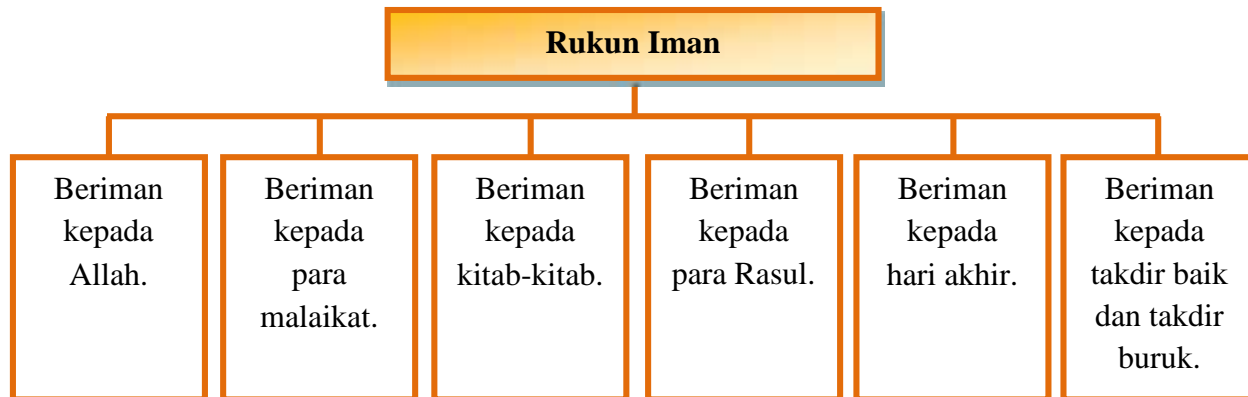 Rukun Iman
Beriman
kepada
Allah.
Beriman
kepada
para
malaikat.
Beriman
kepada
kitab-kitab.
Beriman
kepada
para Rasul.
Beriman
kepada
hari akhir.
Beriman
kepada
takdir baik
dan takdir
buruk.